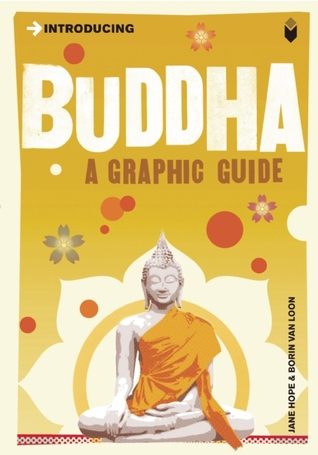 INTRODUCING
BUDDHA
A GRAPHIC GUIDE
JANE HOPE & BORIN VAN LOON